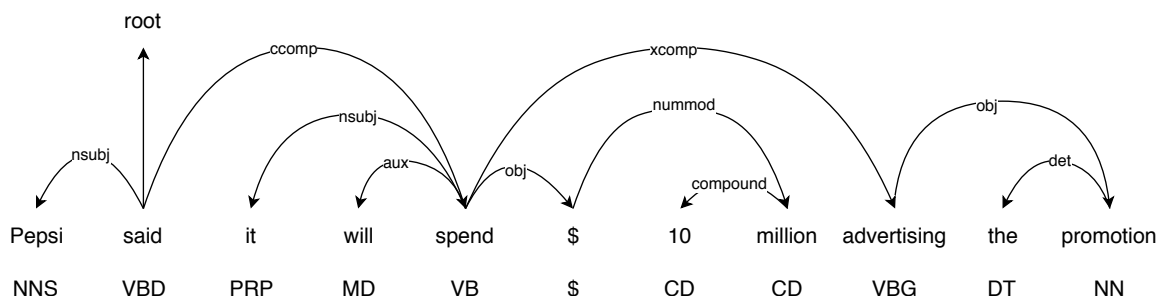 root
ccomp xcomp
nsubj nummod obj
nsubj aux obj compound det
Pepsi said it will spend $ 10 million advertising the promotion
NNS VBD PRP MD VB $ CD CD VBG DT NN